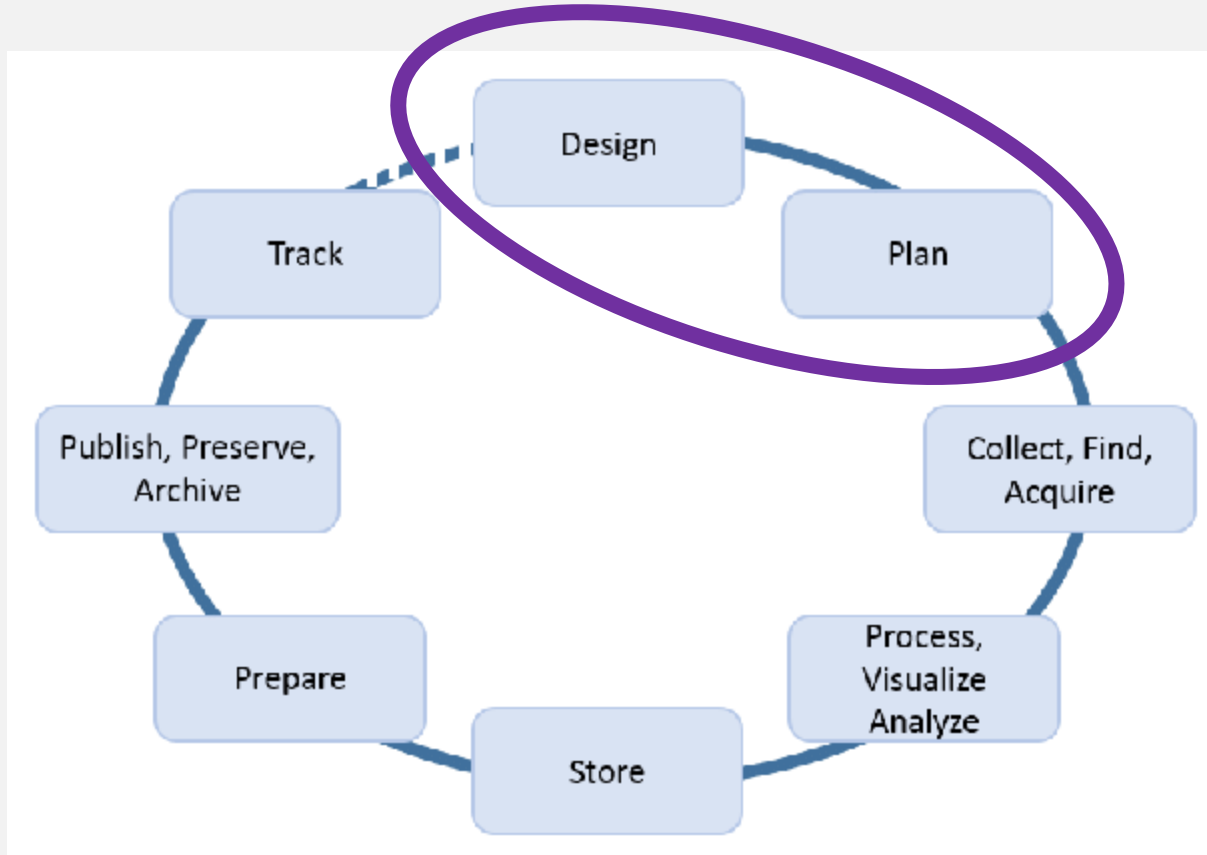 Design
Plan
Collect, Find,
Acquire
Process,
Visualize
Analyze
Store
Prepare
Publish, Preserve,
Archive
Track